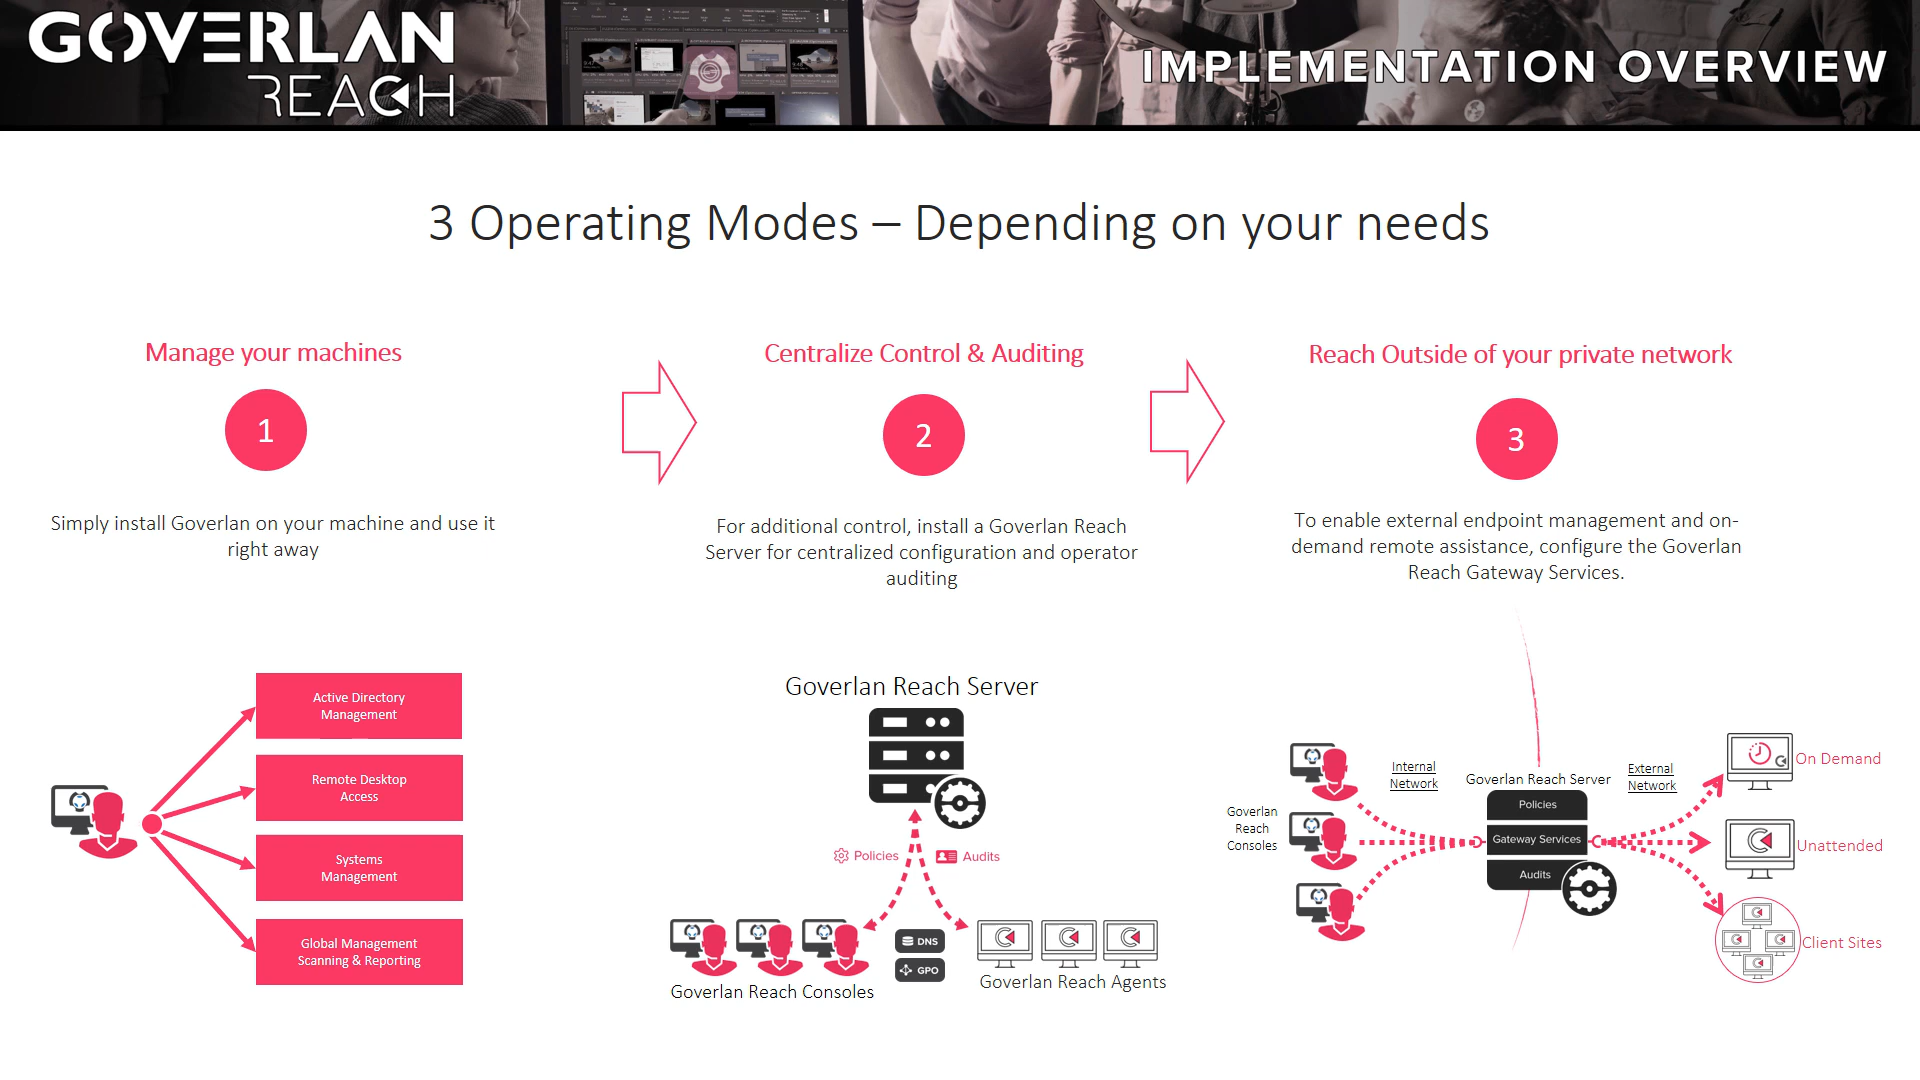 GOVERLAN
REACH
IMPLEMENTATION OVERVIEW
3 Operating Modes – Depending on your needs
Manage your machines
1
Simply install Goverlan on your machine and use it
right away
Active Directory
Management
Remote Desktop
Access
Systems
Management
Global Management
Scanning & Reporting
Centralize Control & Auditing
2
For additional control, install a Goverlan Reach
Server for centralized configuration and operator
auditing
Goverlan Reach Server
Policies
Audits
DNS
GPO
Goverlan Reach Consoles
Goverlan Reach Agents
Reach Outside of your private network
3
To enable external endpoint management and on-
demand remote assistance, configure the Goverlan
Reach Gateway Services.
Goverlan
Reach
Consoles
Internal
Network
Goverlan Reach Server
Policies
Gateway Services
Audits
External
Network
On Demand
Unattended
Client Sites